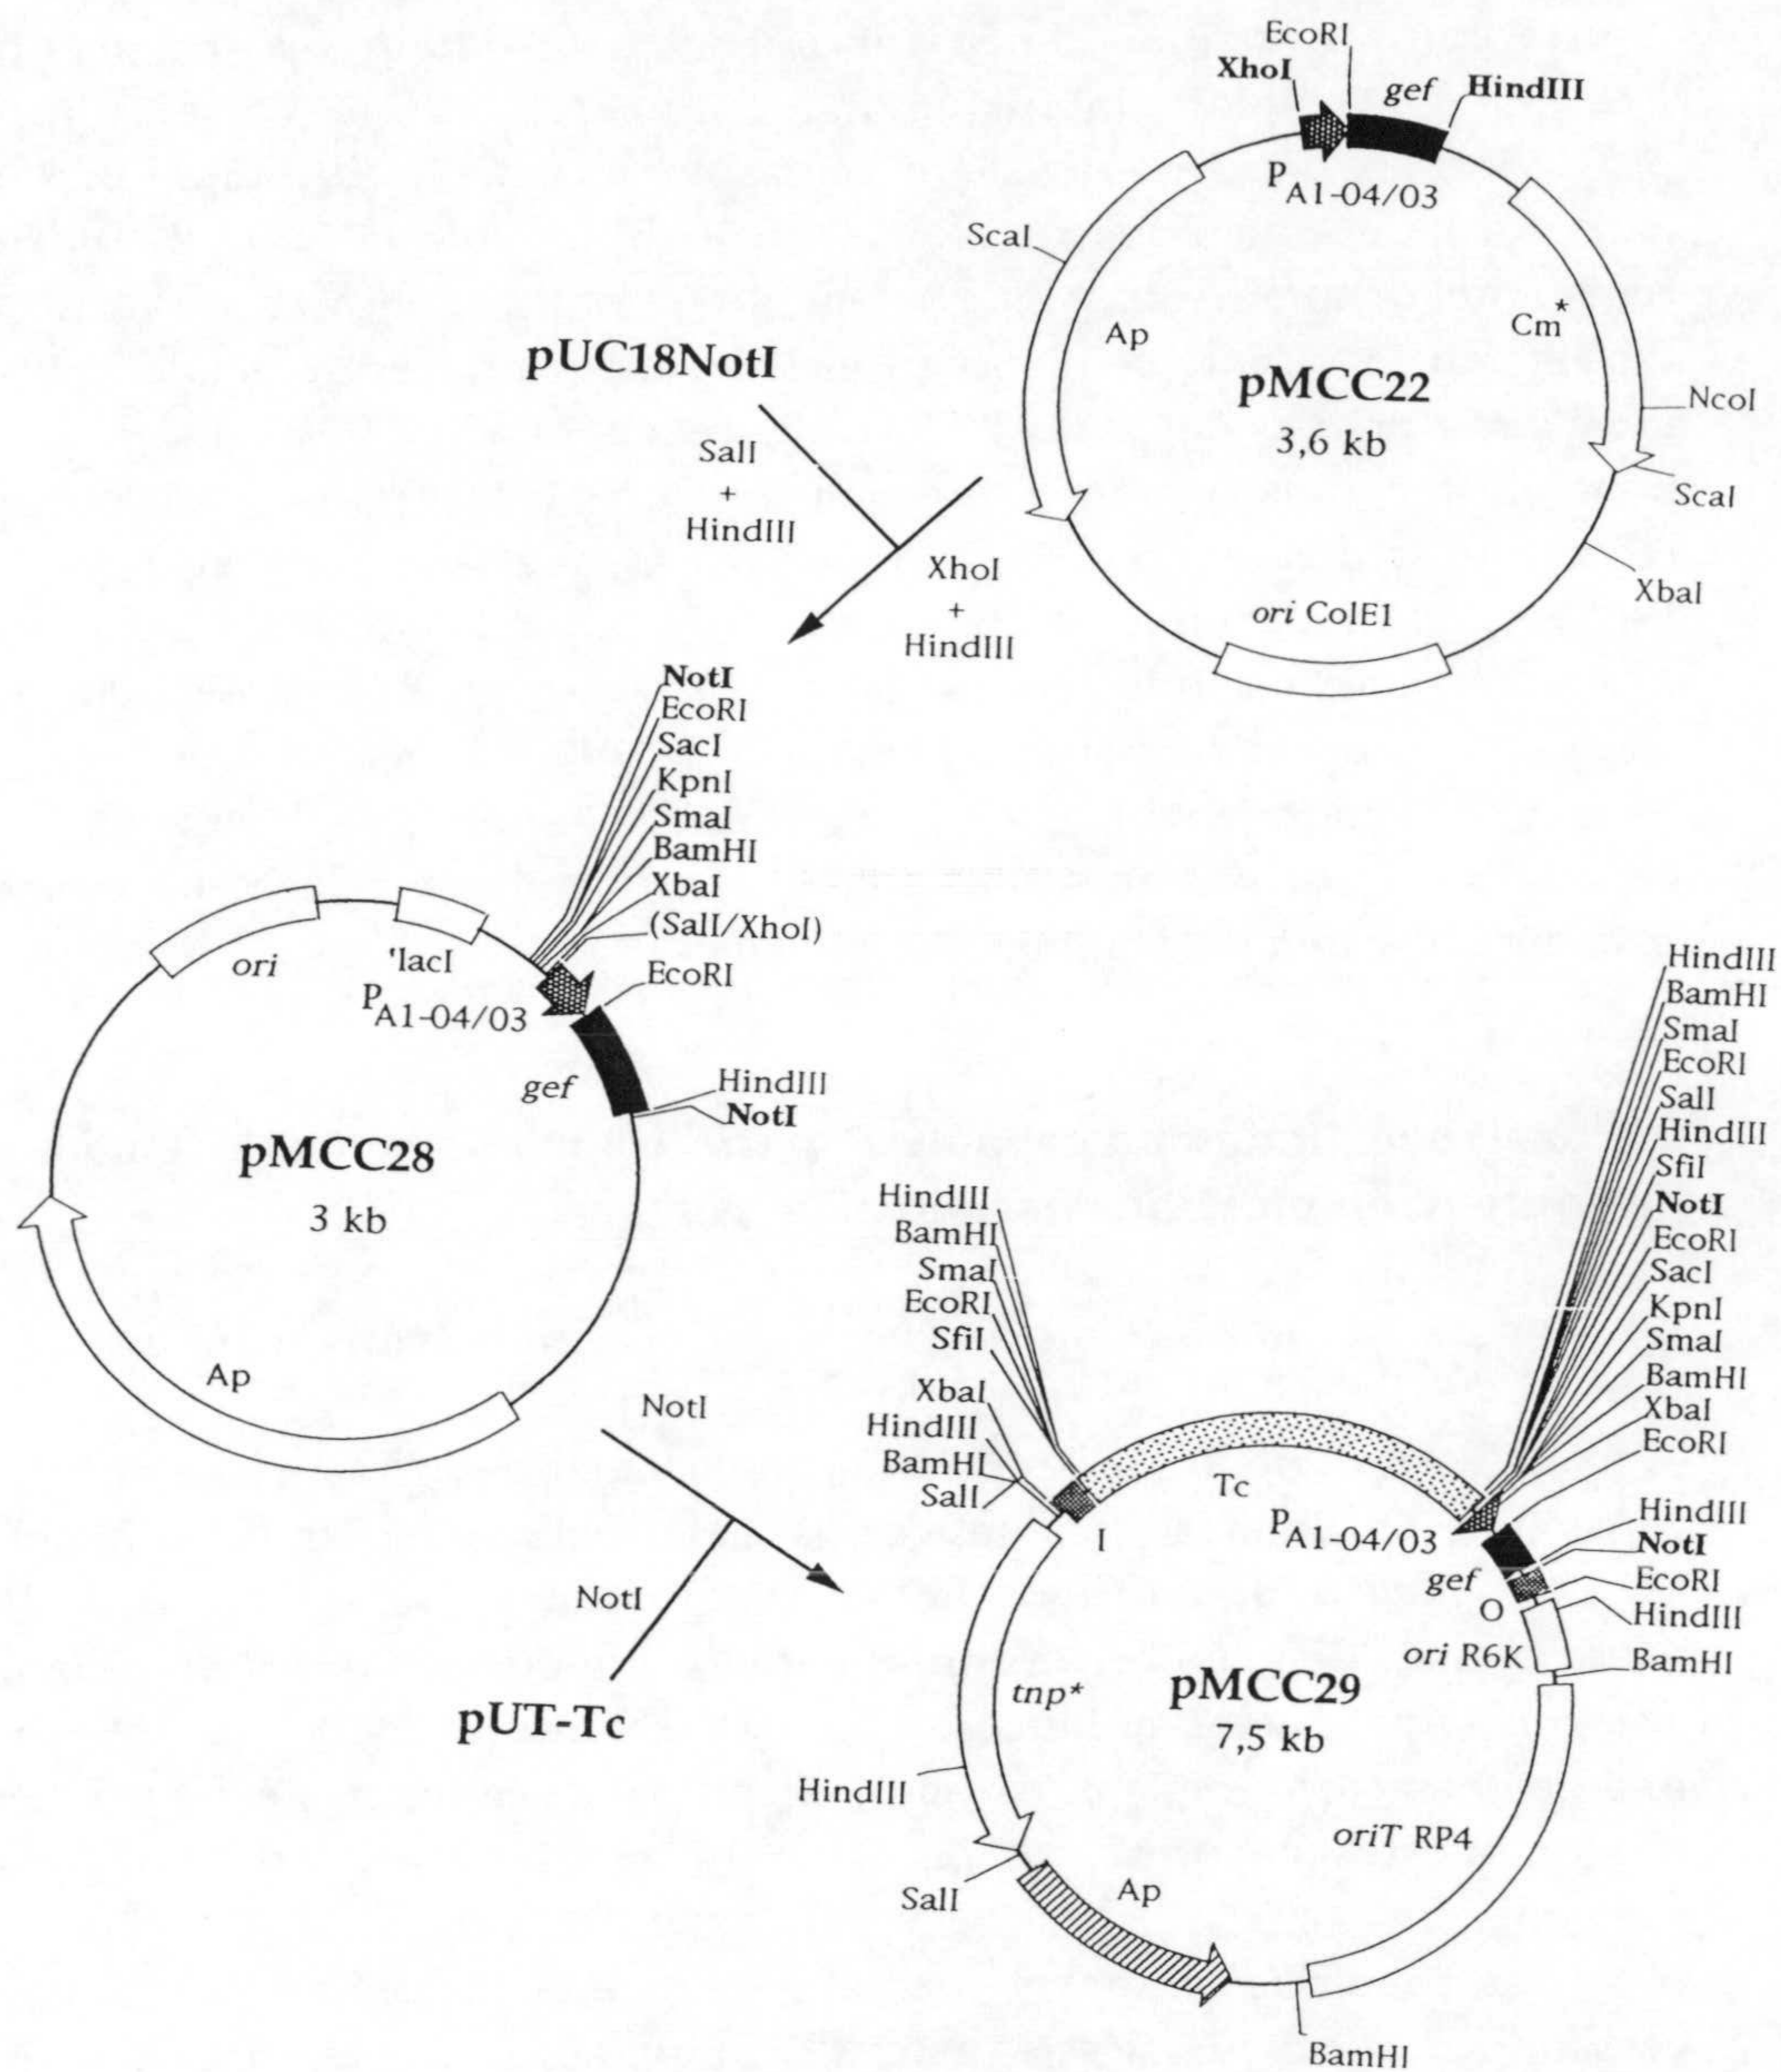 EcoRI
XhoI
gef
HindIII
P A1-04/03
ScaI
Ap
Cm*
pUC18NotI
pMCC22
3,6 kb
NcoI
SalI
+
HindIII
ScaI
XhoI
+
HindIII
XbaI
ori ColE1
NotI
EcoRI
SacI
KpnI
SmaI
BamHI
XbaI
(SalI/XhoI)
EcoRI
ori
'lacI
P A1-04/03
gef
HindIII
NotI
pMCC28
3 kb
Ap
NotI
NotI
pUT-Tc
HindIII
BamHI
SmaI
EcoRI
SfiI
XbaI
HindIII
BamHI
SalI
HindIII
BamHI
SmaI
EcoRI
SalI
HindIII
SfiI
NotI
EcoRI
SacI
KpnI
SmaI
BamHI
XbaI
EcoRI
HindIII
NotI
EcoRI
HindIII
BamHI
Tc
I
P A1-04/03
gef
O
ori R6K
tnp*
pMCC29
7,5 kb
HindIII
oriT RP4
SalI
Ap
BamHI